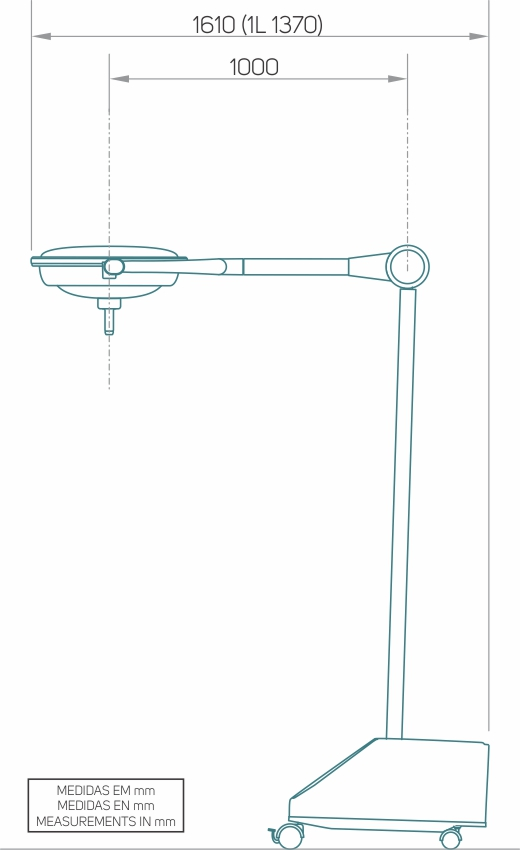 1610 (1L 1370)
1000
MEDIDAS EM mm
MEDIDAS EN mm
MEASUREMENTS IN mm